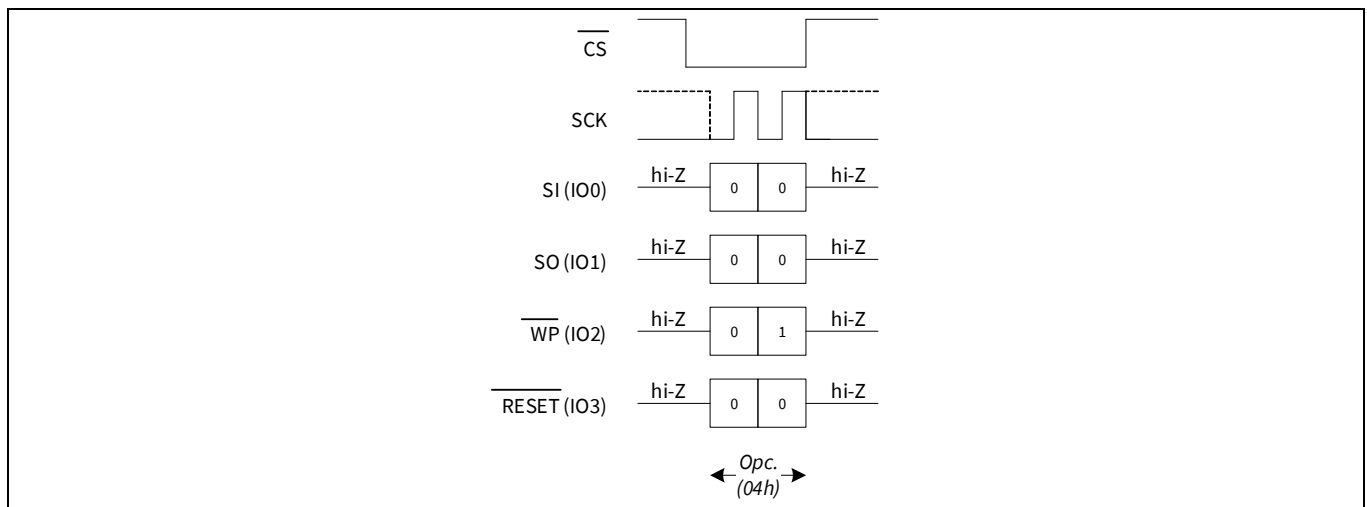 CS
SCK
hi-Z 0 0 hi-Z
SI (IO0)
hi-Z 0 0 hi-Z
SO (IO1)
hi-Z 0 1 hi-Z
WP (IO2)
hi-Z 0 0 hi-Z
RESET (IO3)
Opc.
(04h)